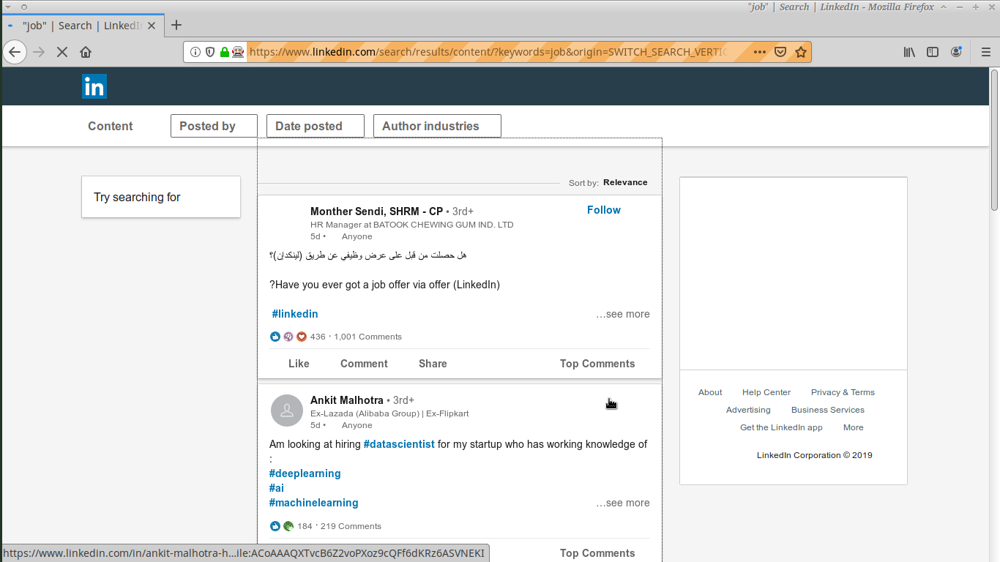 "job" | Search | LinkedIn - Mozilla Firefox
"job" | Search | LinkedIn
https://www.linkedin.com/search/results/content/?keywords=job&origin=SWITCH_SEARCH_VERTIC
in
Content
Posted by
Date posted
Author industries
Try searching for
Sort by: Relevance
Monther Sendi, SHRM - CP • 3rd+
Follow
HR Manager at BATOOK CHEWING GUM IND. LTD
5d • Anyone
هل حصلت من قبل على عرض وظيفي عن طريق (لينكدإن)؟
?Have you ever got a job offer via offer (LinkedIn)
#linkedin
…see more
436 · 1,001 Comments
Like
Comment
Share
Top Comments
Ankit Malhotra • 3rd+
Ex-Lazada (Alibaba Group) | Ex-Flipkart
5d • Anyone
Am looking at hiring #datascientist for my startup who has working knowledge of
:
#deeplearning
#ai
#machinelearning
…see more
184 · 219 Comments
Top Comments
About
Help Center
Privacy & Terms
Advertising
Business Services
Get the LinkedIn app
More
LinkedIn Corporation © 2019
https://www.linkedin.com/in/ankit-malhotra-h…ile:ACoAAAQXTvcB6Z2voPXoz9cQFf6dKRz6ASVNEKI